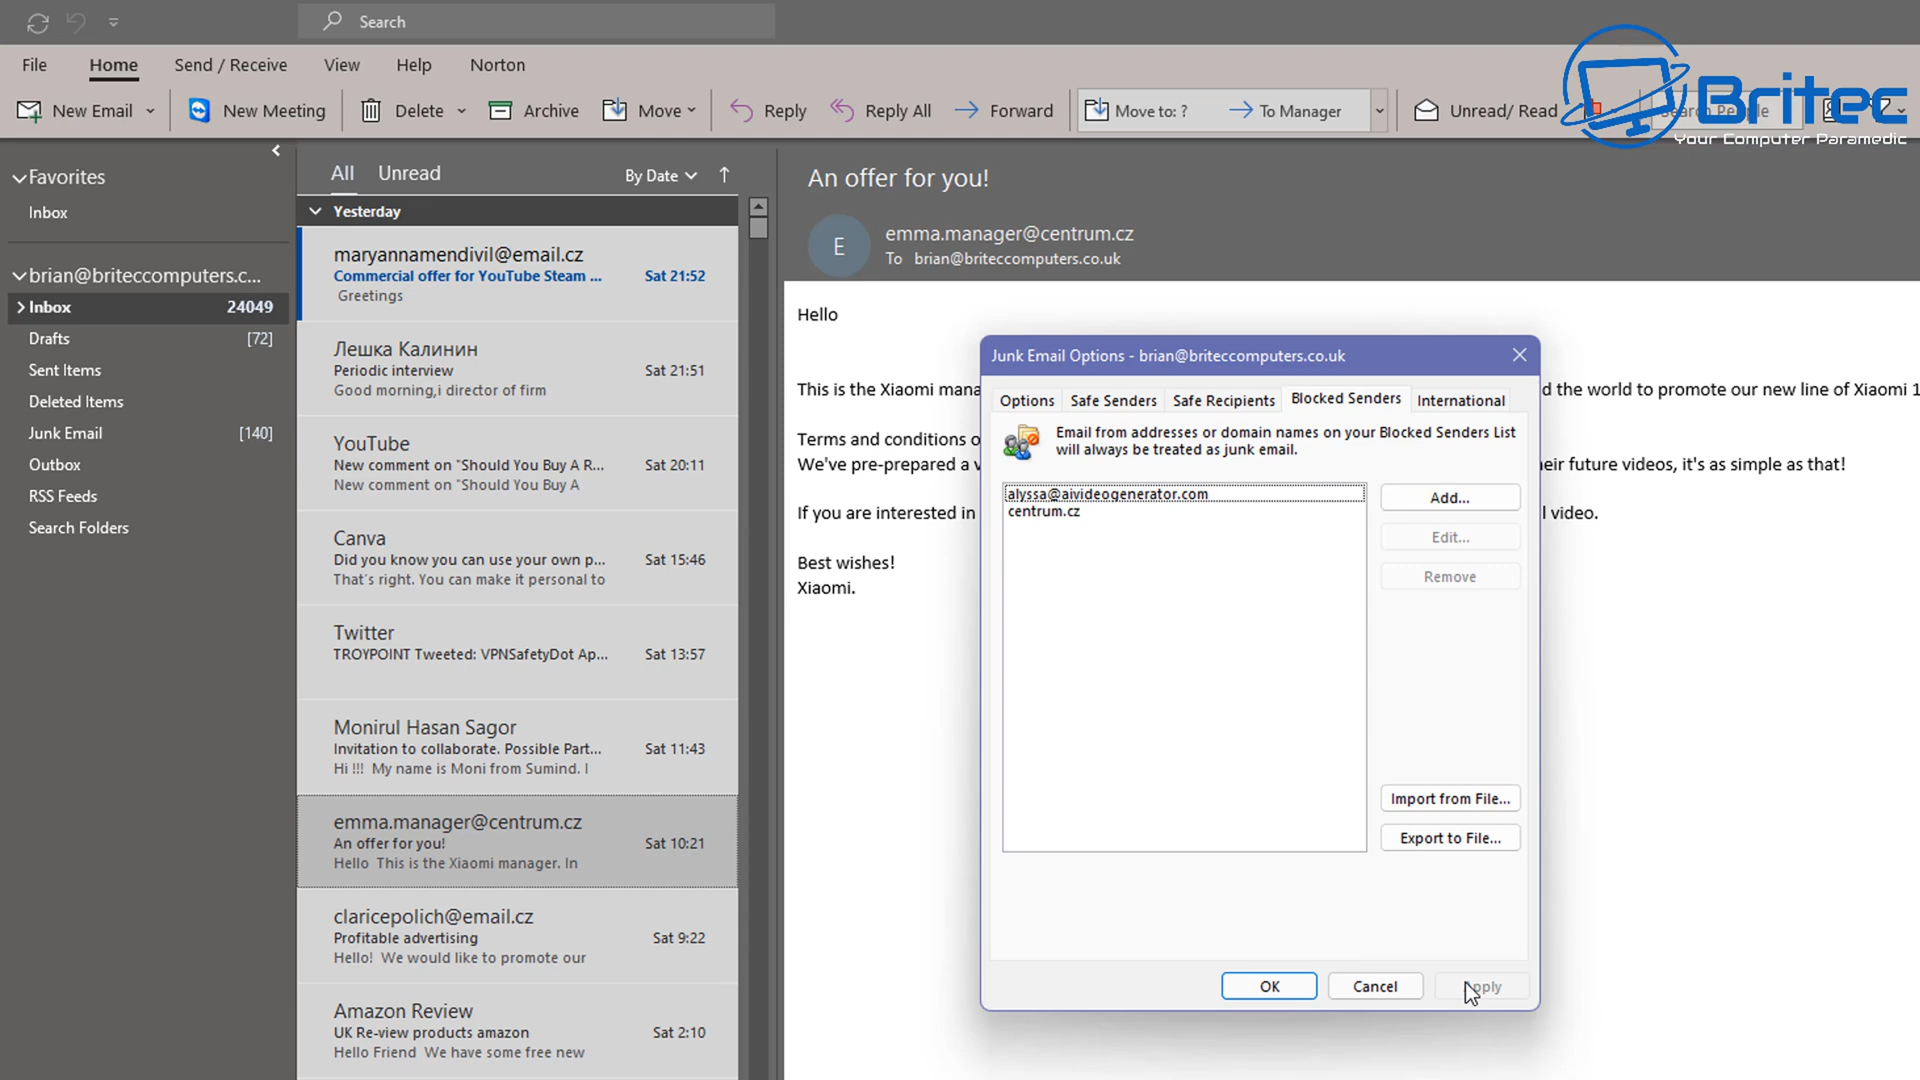 Search
File
Home
Send / Receive
View
Help
Norton
New Email
New Meeting
Delete
Archive
Move
Reply
Reply All
Forward
Move to: ?
To Manager
Unread/ Read
Search People
Britec
Your Computer Paramedic
Favorites
Inbox
brian@briteccomputers.c...
Inbox 24049
Drafts [72]
Sent Items
Deleted Items
Junk Email [140]
Outbox
RSS Feeds
Search Folders
All
Unread
By Date
Yesterday
maryannamendivil@email.cz
Commercial offer for YouTube Steam ... Sat 21:52
Greetings
Лешка Калинин
Periodic interview Sat 21:51
Good morning,i director of firm
YouTube
New comment on "Should You Buy A R... Sat 20:11
New comment on "Should You Buy A
Canva
Did you know you can use your own p... Sat 15:46
That's right. You can make it personal to
Twitter
TROYPOINT Tweeted: VPNSafetyDot Ap... Sat 13:57
Monirul Hasan Sagor
Invitation to collaborate. Possible Part... Sat 11:43
Hi !!! My name is Moni from Sumind. I
emma.manager@centrum.cz
An offer for you! Sat 10:21
Hello This is the Xiaomi manager. In
claricepolich@email.cz
Profitable advertising Sat 9:22
Hello! We would like to promote our
Amazon Review
UK Re-view products amazon Sat 2:10
Hello Friend We have some free new
An offer for you!
E
emma.manager@centrum.cz
To brian@briteccomputers.co.uk
Hello
This is the Xiaomi mana
d the world to promote our new line of Xiaomi 1
Terms and conditions o
We've pre-prepared a v
eir future videos, it's as simple as that!
If you are interested in
l video.
Best wishes!
Xiaomi.
Junk Email Options - brian@briteccomputers.co.uk
Options
Safe Senders
Safe Recipients
Blocked Senders
International
Email from addresses or domain names on your Blocked Senders List
will always be treated as junk email.
alyssa@aivideogenerator.com
centrum.cz
Add...
Edit...
Remove
Import from File...
Export to File...
OK
Cancel
Apply